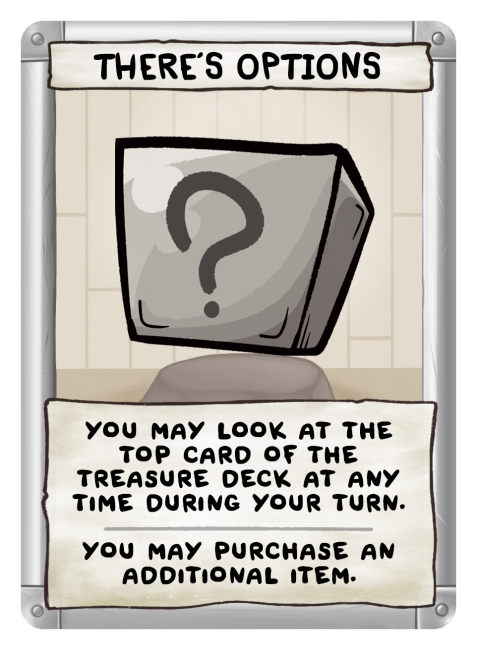 THERE'S OPTIONS
?
YOU MAY LOOK AT THE
TOP CARD OF THE
TREASURE DECK AT ANY
TIME DURING YOUR TURN.
YOU MAY PURCHASE AN
ADDITIONAL ITEM.